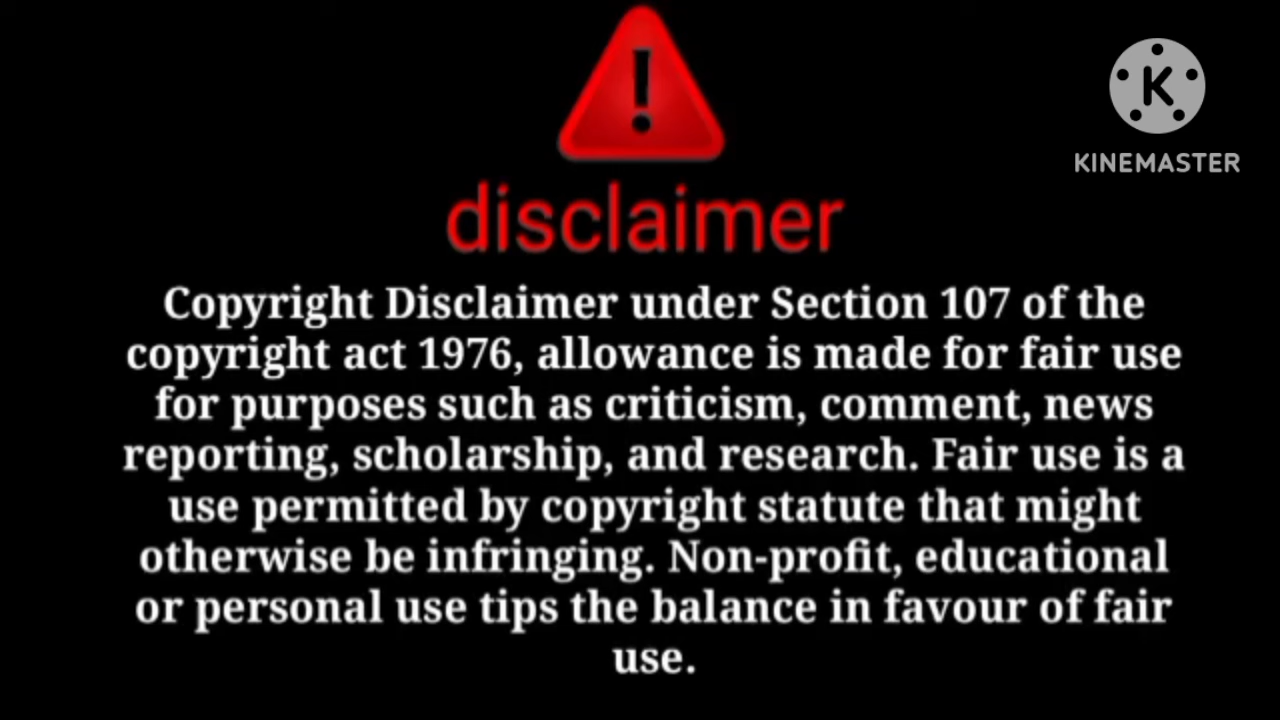 !
K
KINEMASTER
disclaimer
Copyright Disclaimer under Section 107 of the
copyright act 1976, allowance is made for fair use
for purposes such as criticism, comment, news
reporting, scholarship, and research. Fair use is a
use permitted by copyright statute that might
otherwise be infringing. Non-profit, educational
or personal use tips the balance in favour of fair
use.